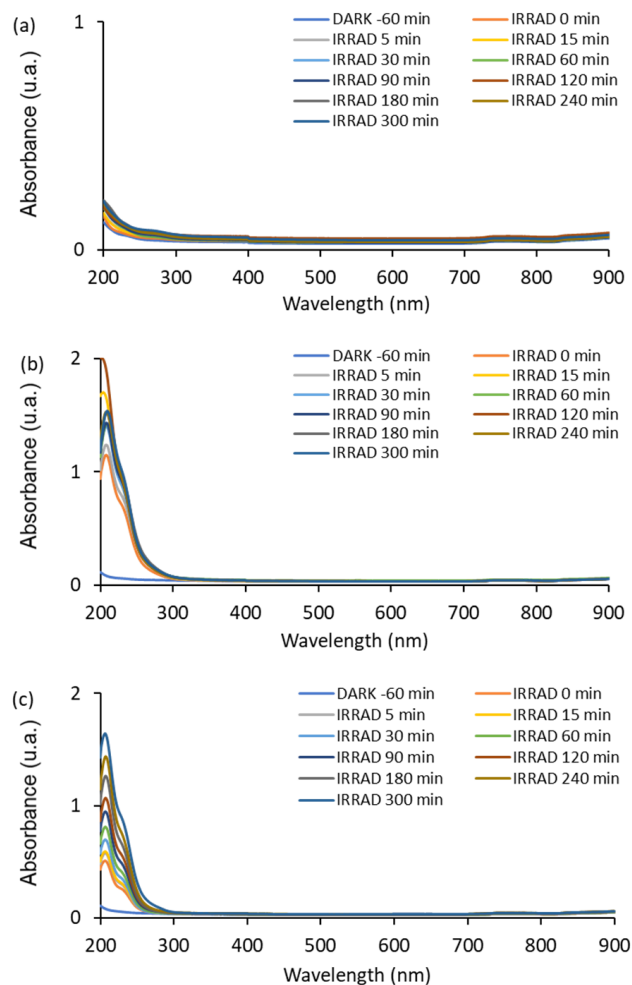 (a)
1
DARK -60 min IRRAD 0 min
IRRAD 5 min IRRAD 15 min
IRRAD 30 min IRRAD 60 min
IRRAD 90 min IRRAD 120 min
IRRAD 180 min IRRAD 240 min
IRRAD 300 min
Absorbance (u.a.)
0
200 300 400 500 600 700 800 900
Wavelength (nm)
(b)
2
DARK -60 min IRRAD 0 min
IRRAD 5 min IRRAD 15 min
IRRAD 30 min IRRAD 60 min
IRRAD 90 min IRRAD 120 min
IRRAD 180 min IRRAD 240 min
IRRAD 300 min
Absorbance (u.a.)
1
0
200 300 400 500 600 700 800 900
Wavelength (nm)
(c)
2
DARK -60 min IRRAD 0 min
IRRAD 5 min IRRAD 15 min
IRRAD 30 min IRRAD 60 min
IRRAD 90 min IRRAD 120 min
IRRAD 180 min IRRAD 240 min
IRRAD 300 min
Absorbance (u.a.)
1
0
200 300 400 500 600 700 800 900
Wavelength (nm)